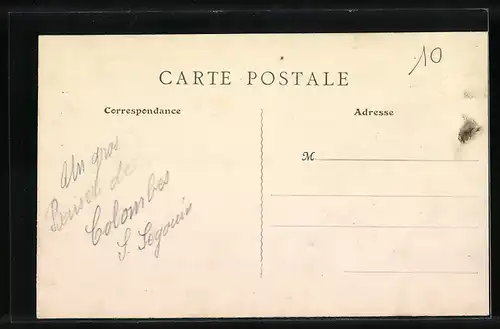 10
CARTE POSTALE
Correspondance
Adresse
M
Un gros
Baiser de
Colombes
S. Segouin